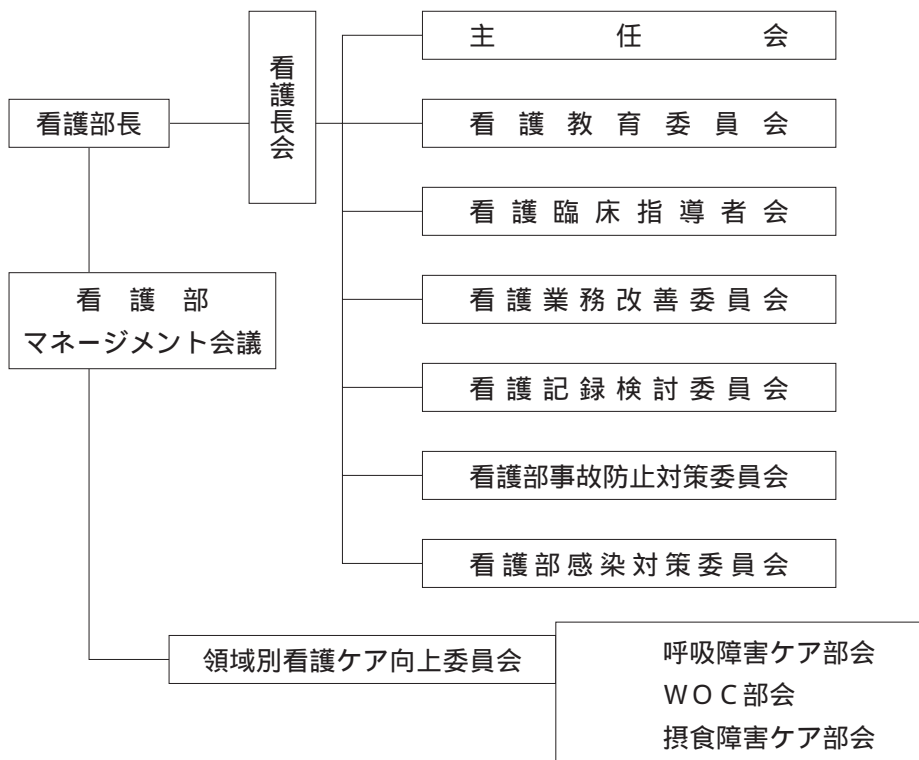 主任会
看護長会
看護部長
看護教育委員会
看護臨床指導者会
看護部
マネージメント会議
看護業務改善委員会
看護記録検討委員会
看護部事故防止対策委員会
看護部感染対策委員会
領域別看護ケア向上委員会
呼吸障害ケア部会
ＷＯＣ部会
摂食障害ケア部会